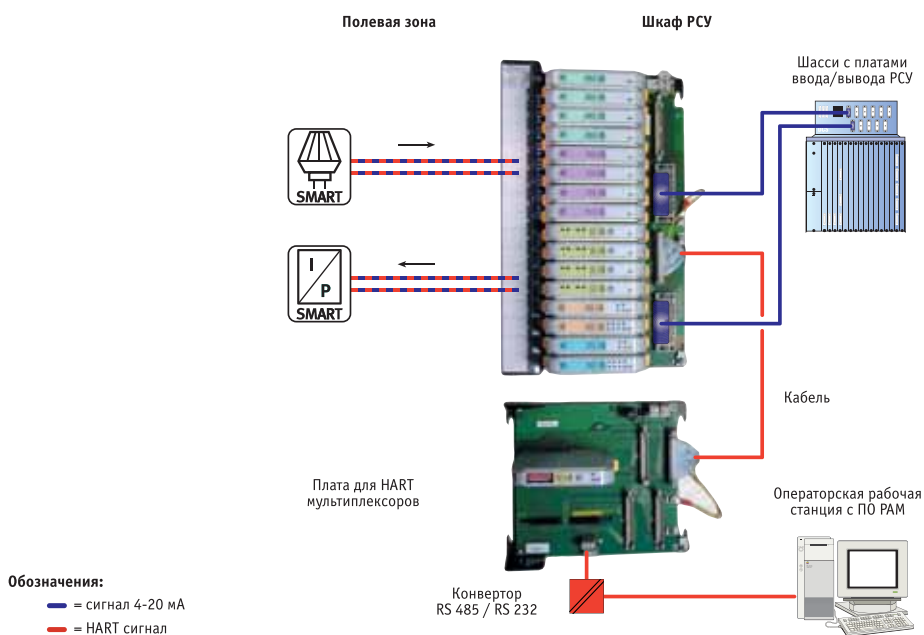 Полевая зона
Шкаф РСУ
Шасси с платами
ввода/вывода РСУ
SMART
I
P
SMART
Кабель
Плата для HART
мультиплексоров
Операторская рабочая
станция с ПО PAM
Конвертор
RS 485 / RS 232
Обозначения:
= сигнал 4-20 мА
= HART сигнал